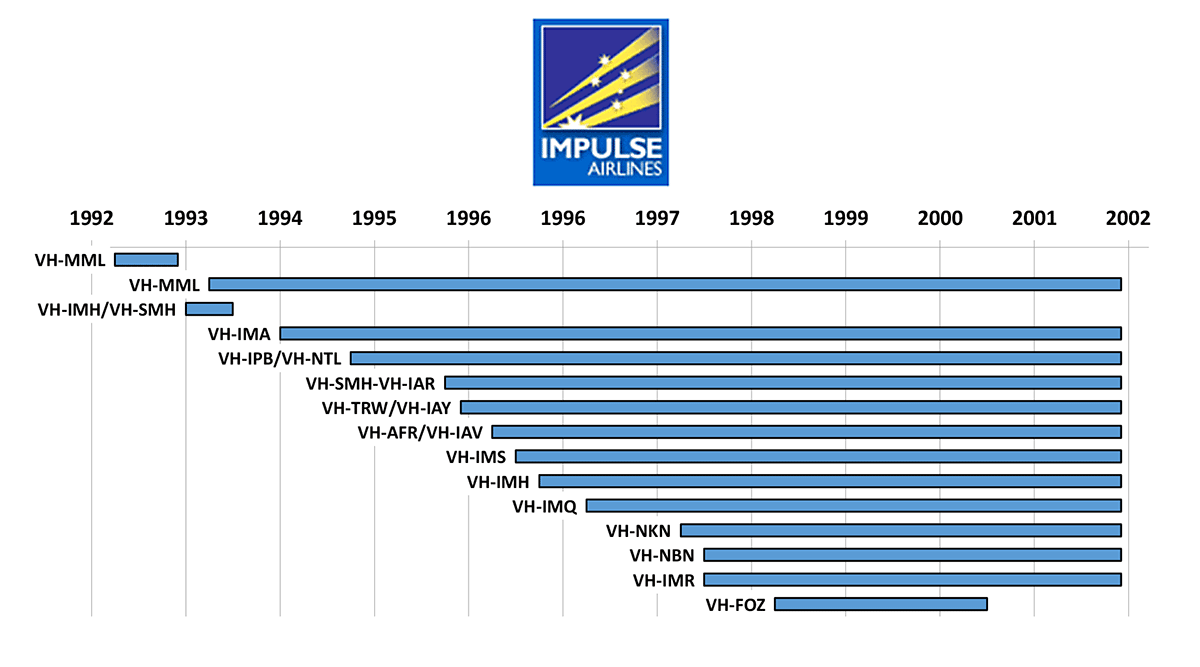 IMPULSE
AIRLINES
1992 1993 1994 1995 1996 1996 1997 1998 1999 2000 2001 2002
VH-MML
VH-MML
VH-IMH/VH-SMH
VH-IMA
VH-IPB/VH-NTL
VH-SMH-VH-IAR
VH-TRW/VH-IAY
VH-AFR/VH-IAV
VH-IMS
VH-IMH
VH-IMQ
VH-NKN
VH-NBN
VH-IMR
VH-FOZ